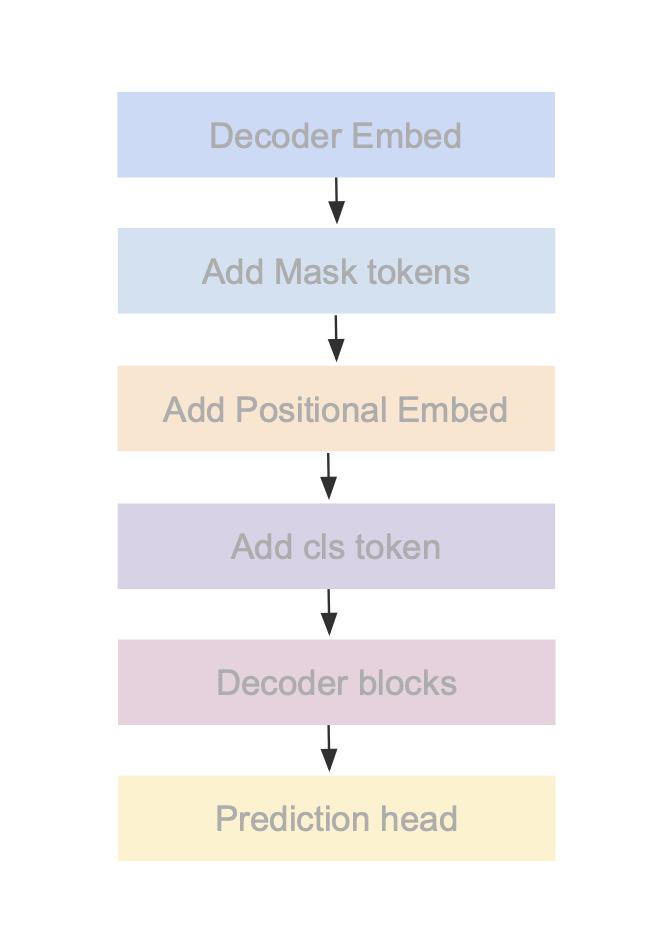 Decoder Embed
Add Mask tokens
Add Positional Embed
Add cls token
Decoder blocks
Prediction head